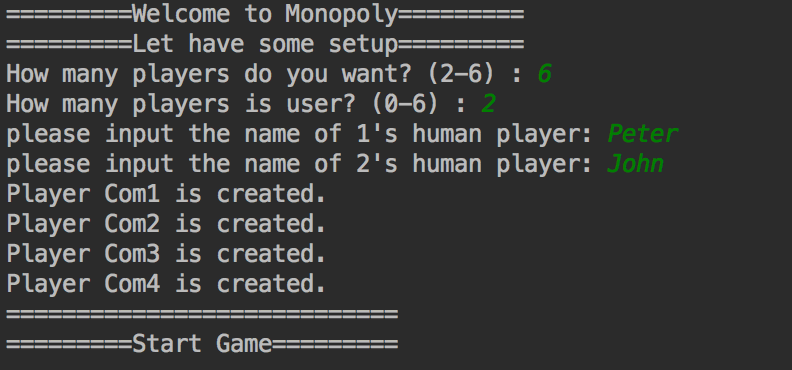 =========Welcome to Monopoly=========
=========Let have some setup=========
How many players do you want? (2-6) : 6
How many players is user? (0-6) : 2
please input the name of 1's human player: Peter
please input the name of 2's human player: John
Player Com1 is created.
Player Com2 is created.
Player Com3 is created.
Player Com4 is created.
============================
=========Start Game=========